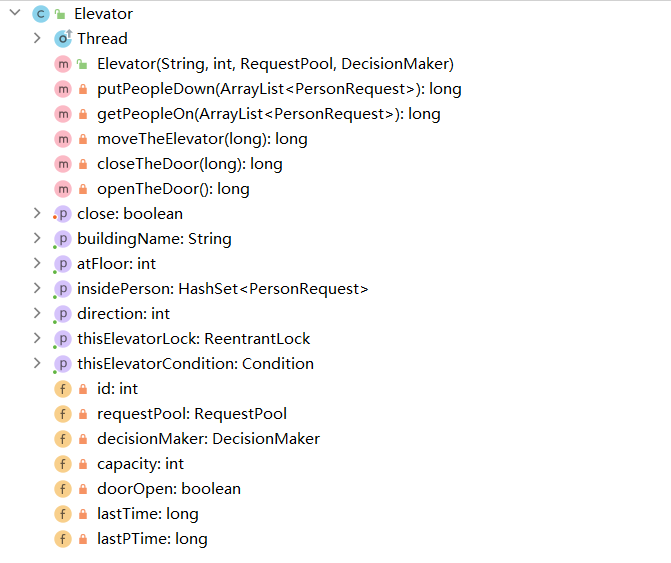 C Elevator
Thread
m Elevator(String, int, RequestPool, DecisionMaker)
m putPeopleDown(ArrayList<PersonRequest>): long
m getPeopleOn(ArrayList<PersonRequest>): long
m moveTheElevator(long): long
m closeTheDoor(long): long
m openTheDoor(): long
p close: boolean
p buildingName: String
p atFloor: int
p insidePerson: HashSet<PersonRequest>
p direction: int
p thisElevatorLock: ReentrantLock
p thisElevatorCondition: Condition
f id: int
f requestPool: RequestPool
f decisionMaker: DecisionMaker
f capacity: int
f doorOpen: boolean
f lastTime: long
f lastPTime: long